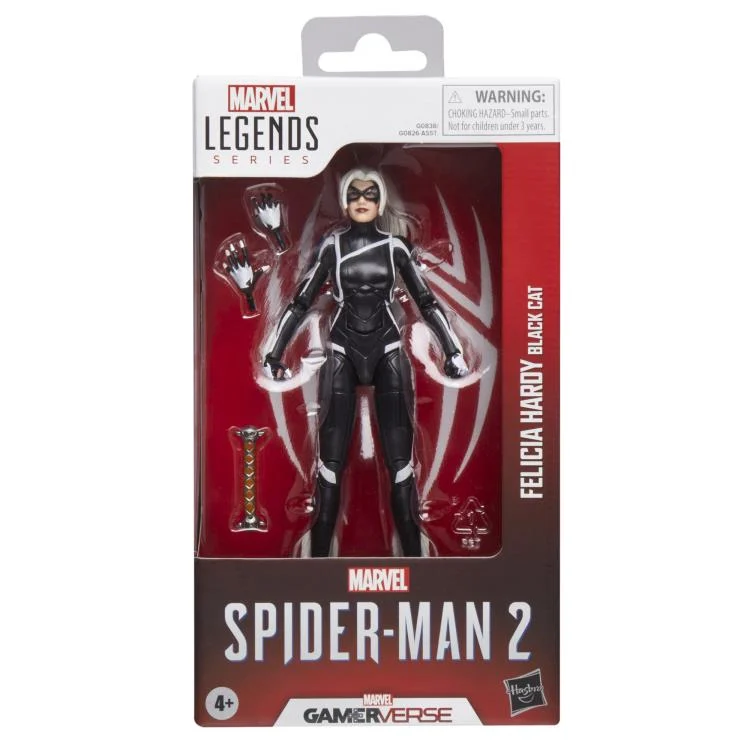 MARVEL
LEGENDS
SERIES
G0838/
G0826-ASST
WARNING:
CHOKING HAZARD–Small parts.
Not for children under 3 years.
FELICIA HARDY BLACK CAT
MARVEL
SPIDER-MAN 2
4+
MARVEL
GAMERVERSE
Hasbro